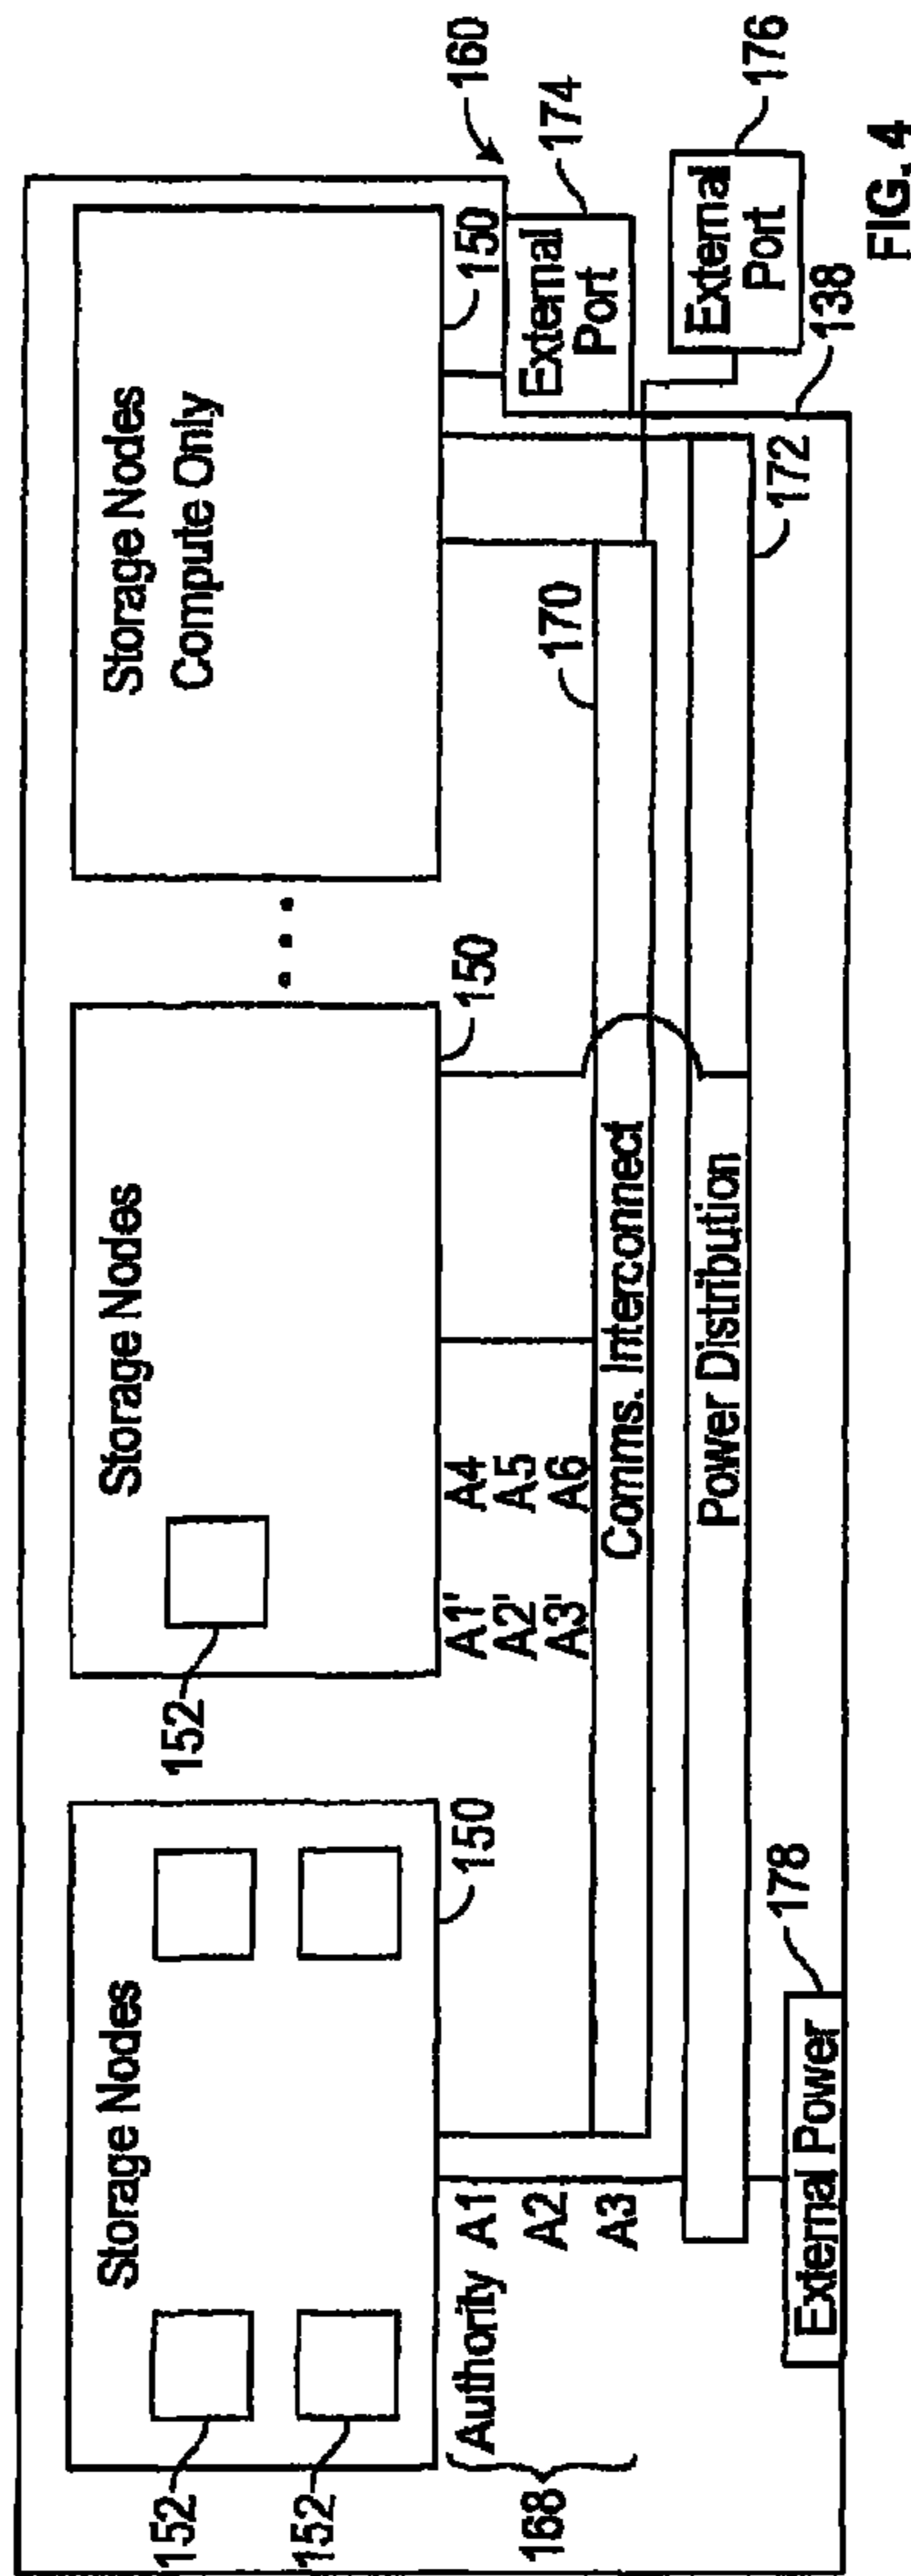 160
Storage Nodes
152
152
150
Storage Nodes
152
150
Storage Nodes
Compute Only
150
168
Authority A1
A2
A3
A1' A4
A2' A5
A3' A6
External
Port
174
170
Comms. Interconnect
Power Distribution
172
External
Port
176
178
External Power
138
FIG. 4